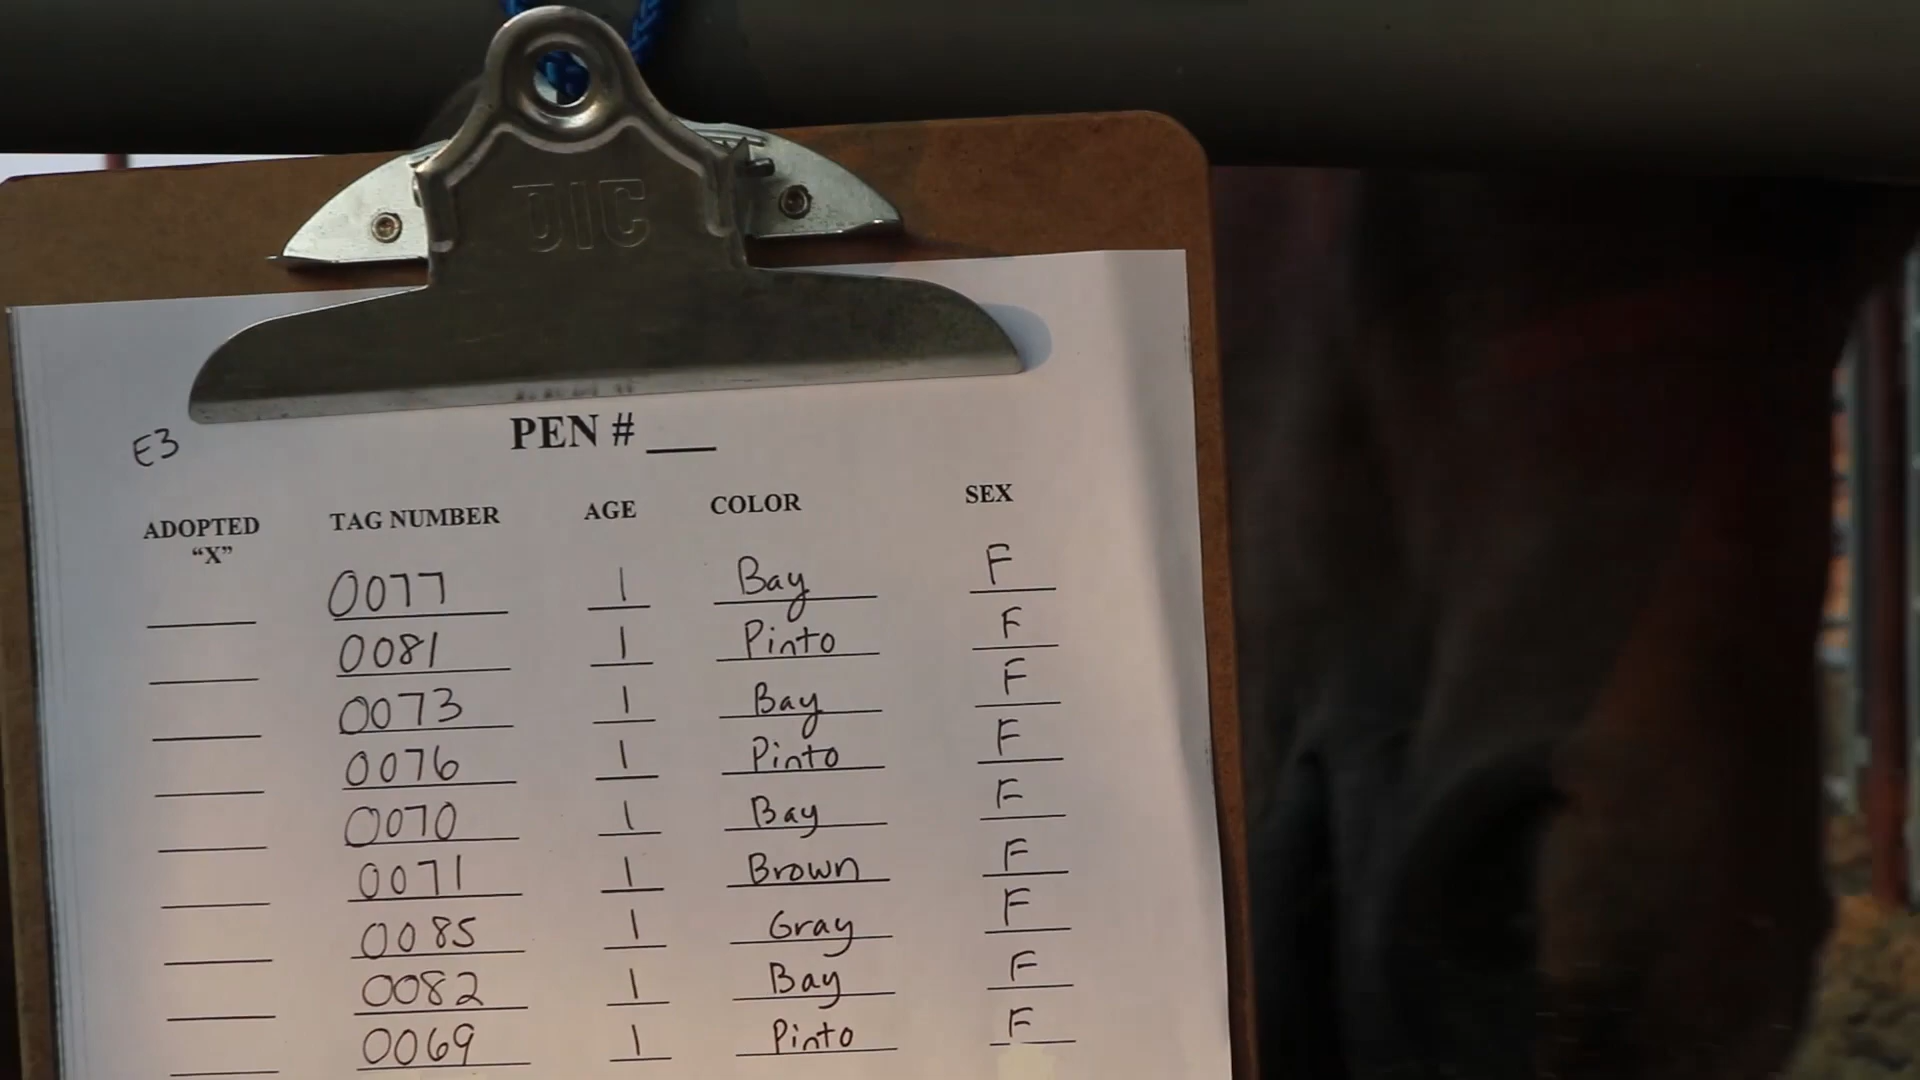 UIC
PEN # ___
E3
ADOPTED "X" TAG NUMBER AGE COLOR SEX
0077 1 Bay F
0081 1 Pinto F
0073 1 Bay F
0076 1 Pinto F
0070 1 Bay F
0071 1 Brown F
0085 1 Gray F
0082 1 Bay F
0069 1 Pinto F